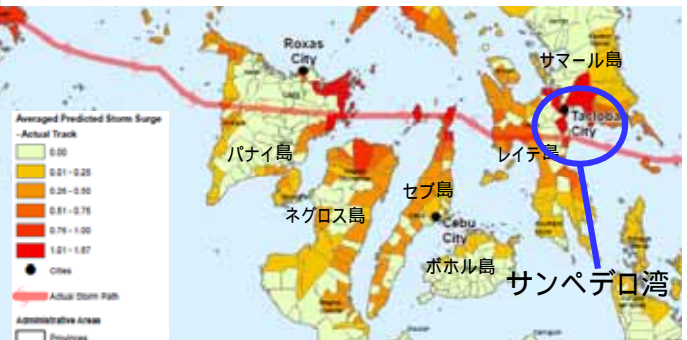 Roxas
City
サマール島
Tacloba
City
レイテ島
パナイ島
セブ島
ネグロス島
Cebu
City
ボホル島
サンペドロ湾
Averaged Predicted Storm Surge
- Actual Track
0.00
0.01 - 0.25
0.26 - 0.50
0.51 - 0.75
0.76 - 1.00
1.01 - 1.87
Cities
Actual Storm Path
Administrative Areas
Provinces